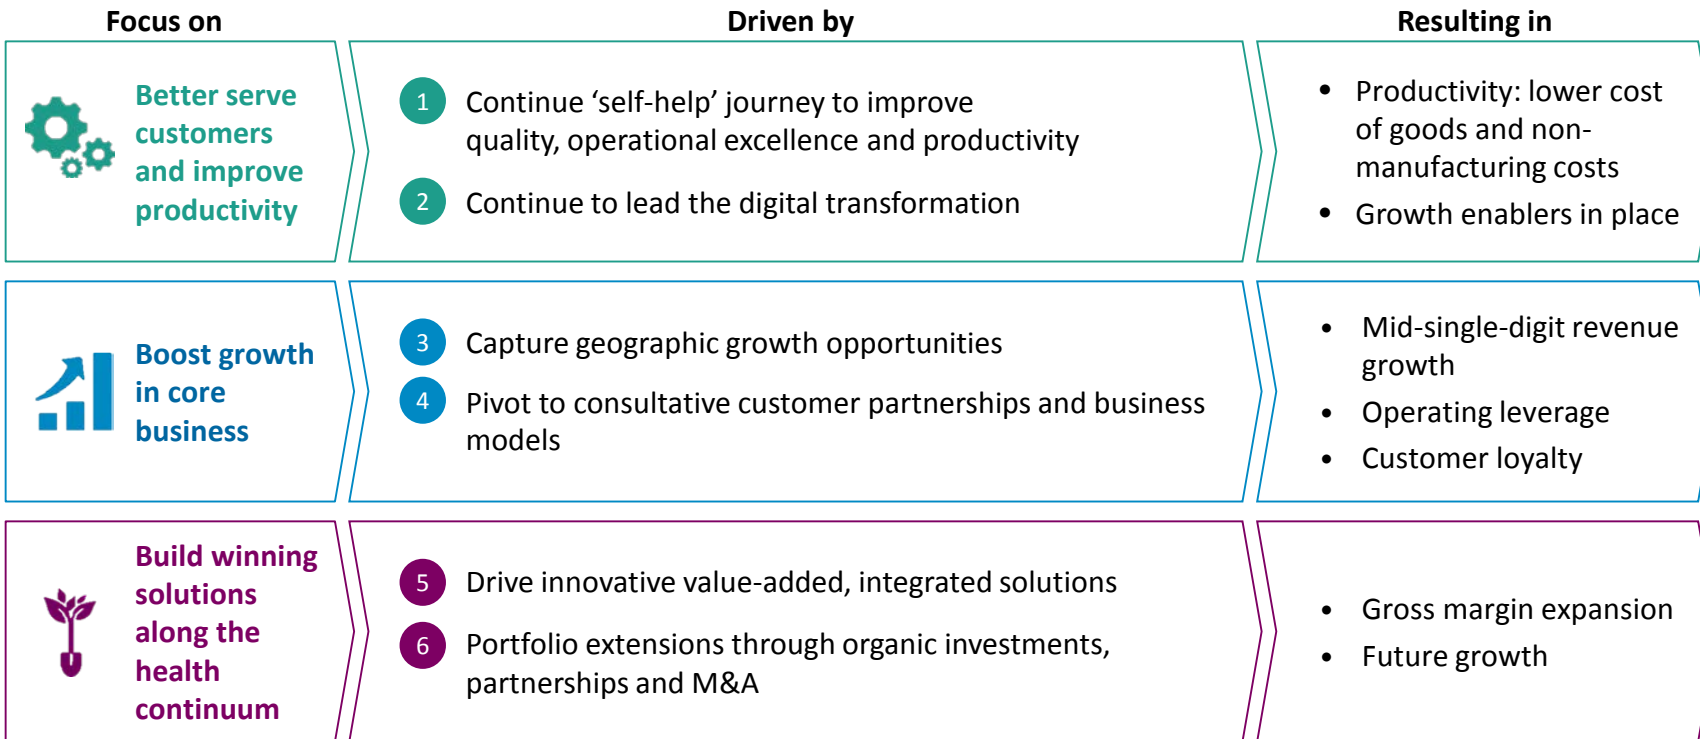 Focus on
Driven by
Resulting in
Better serve
customers
and improve
productivity
1 Continue ‘self-help’ journey to improve
quality, operational excellence and productivity
2 Continue to lead the digital transformation
• Productivity: lower cost
of goods and non-
manufacturing costs
• Growth enablers in place
Boost growth
in core
business
3 Capture geographic growth opportunities
4 Pivot to consultative customer partnerships and business
models
• Mid-single-digit revenue
growth
• Operating leverage
• Customer loyalty
Build winning
solutions
along the
health
continuum
5 Drive innovative value-added, integrated solutions
6 Portfolio extensions through organic investments,
partnerships and M&A
• Gross margin expansion
• Future growth